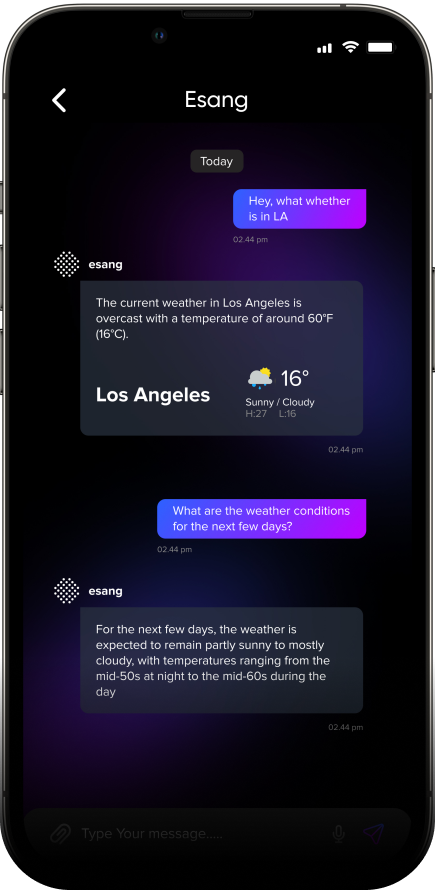 Esang
Today
Hey, what whether
is in LA
02.44 pm
esang
The current weather in Los Angeles is
overcast with a temperature of around 60°F
(16°C).
Los Angeles
16°
Sunny / Cloudy
H:27 L:16
02.44 pm
What are the weather conditions
for the next few days?
02.44 pm
esang
For the next few days, the weather is
expected to remain partly sunny to mostly
cloudy, with temperatures ranging from the
mid-50s at night to the mid-60s during the
day
02.44 pm
Type Your message.....